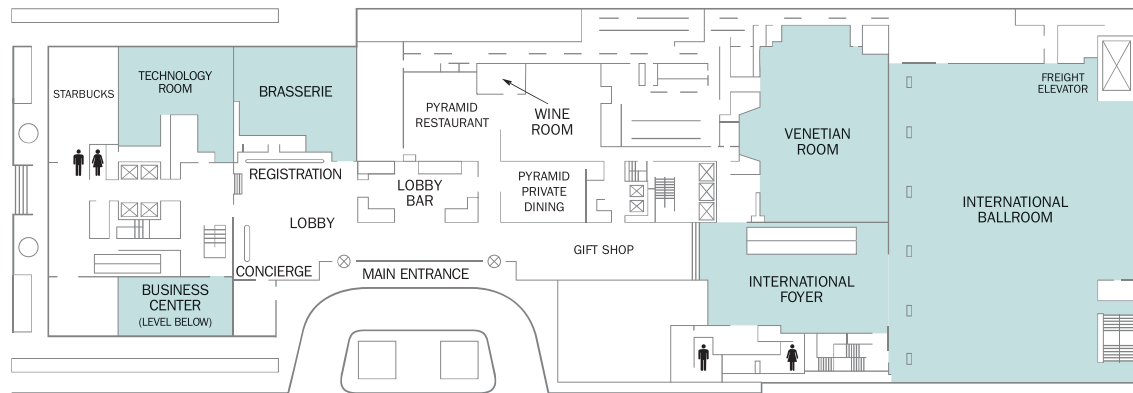 STARBUCKS
TECHNOLOGY
ROOM
BRASSERIE
PYRAMID
RESTAURANT
WINE
ROOM
VENETIAN
ROOM
FREIGHT
ELEVATOR
REGISTRATION
LOBBY
BAR
PYRAMID
PRIVATE
DINING
INTERNATIONAL
BALLROOM
LOBBY
GIFT SHOP
CONCIERGE
MAIN ENTRANCE
BUSINESS
CENTER
(LEVEL BELOW)
INTERNATIONAL
FOYER